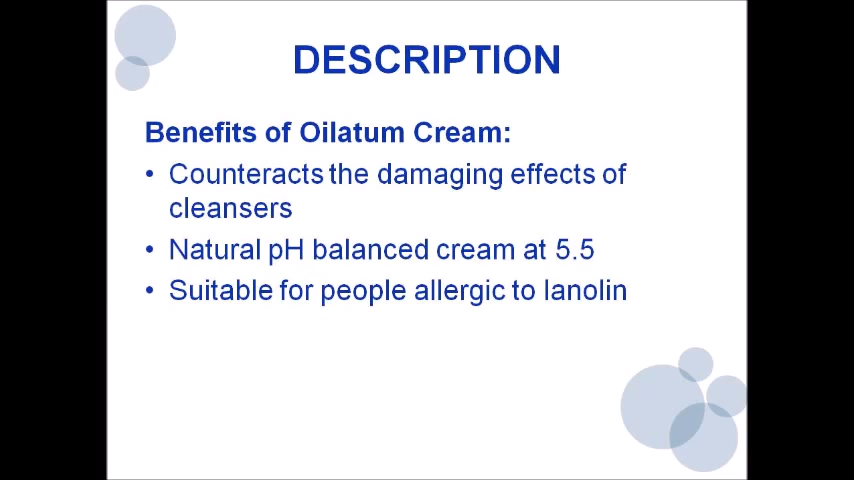 DESCRIPTION
Benefits of Oilatum Cream:
• Counteracts the damaging effects of
cleansers
• Natural pH balanced cream at 5.5
• Suitable for people allergic to lanolin